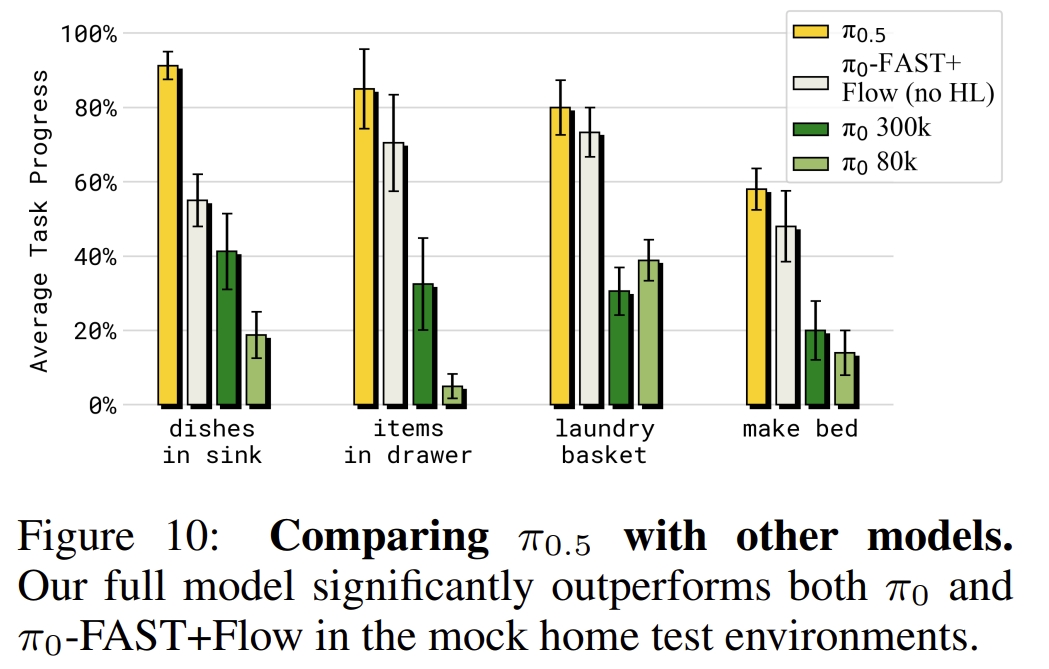 100%
80%
60%
40%
20%
0%
Average Task Progress
π0.5
π0-FAST+
Flow (no HL)
π0 300k
π0 80k
dishes
in sink
items
in drawer
laundry
basket
make bed
Figure 10: Comparing π0.5 with other models.
Our full model significantly outperforms both π0 and
π0-FAST+Flow in the mock home test environments.